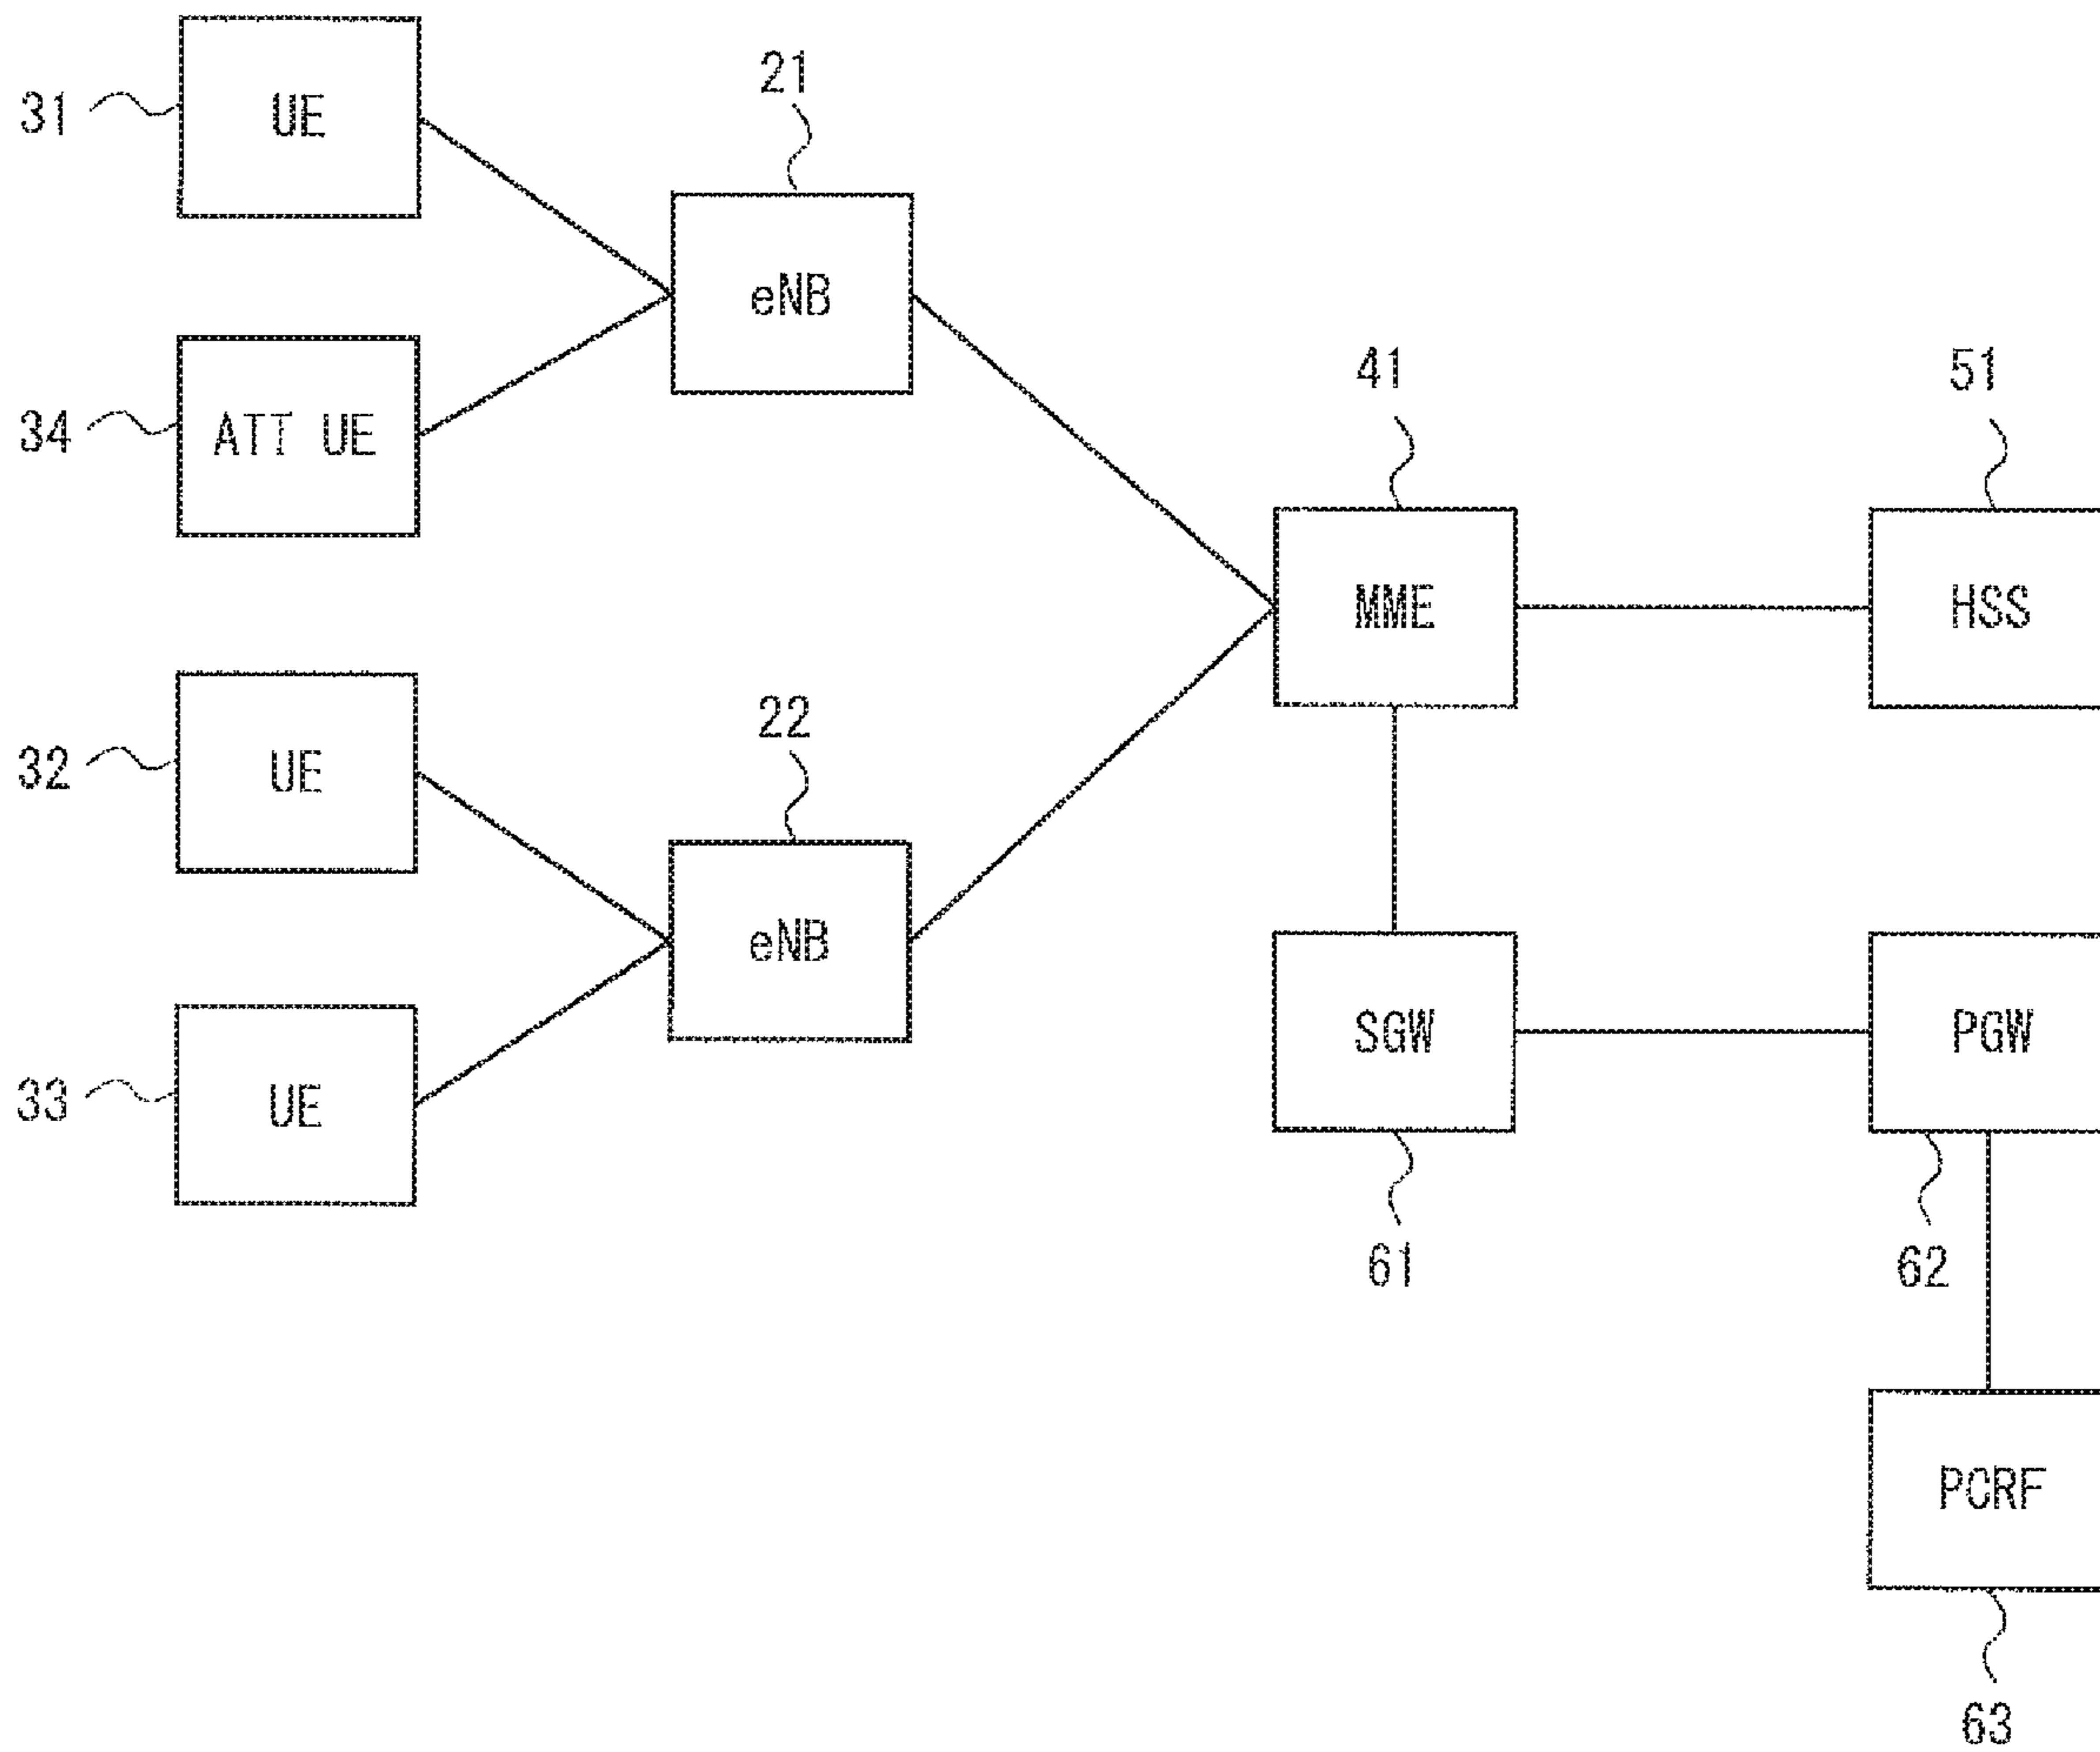 31
UE
21
eNB
34
ATT UE
41
51
MME
HSS
32
UE
22
eNB
33
UE
SGW
PGW
61
62
PCRF
63